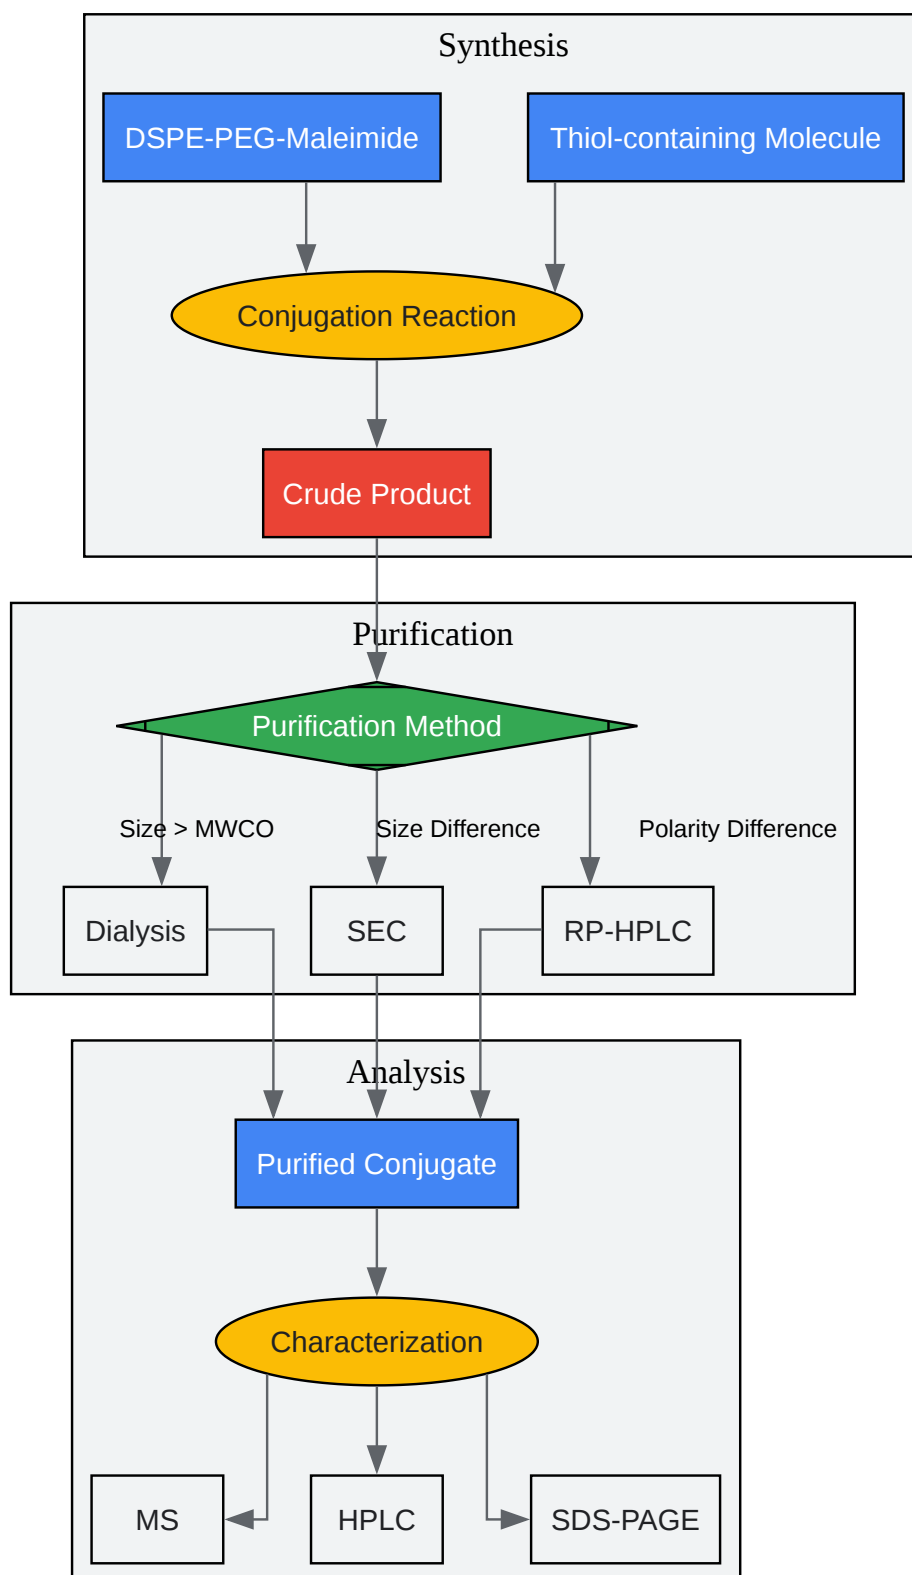 Synthesis
DSPE-PEG-Maleimide
Thiol-containing Molecule
Conjugation Reaction
Crude Product
Purification
Purification Method
Size > MWCO
Size Difference
Polarity Difference
Dialysis
SEC
RP-HPLC
Analysis
Purified Conjugate
Characterization
MS
HPLC
SDS-PAGE